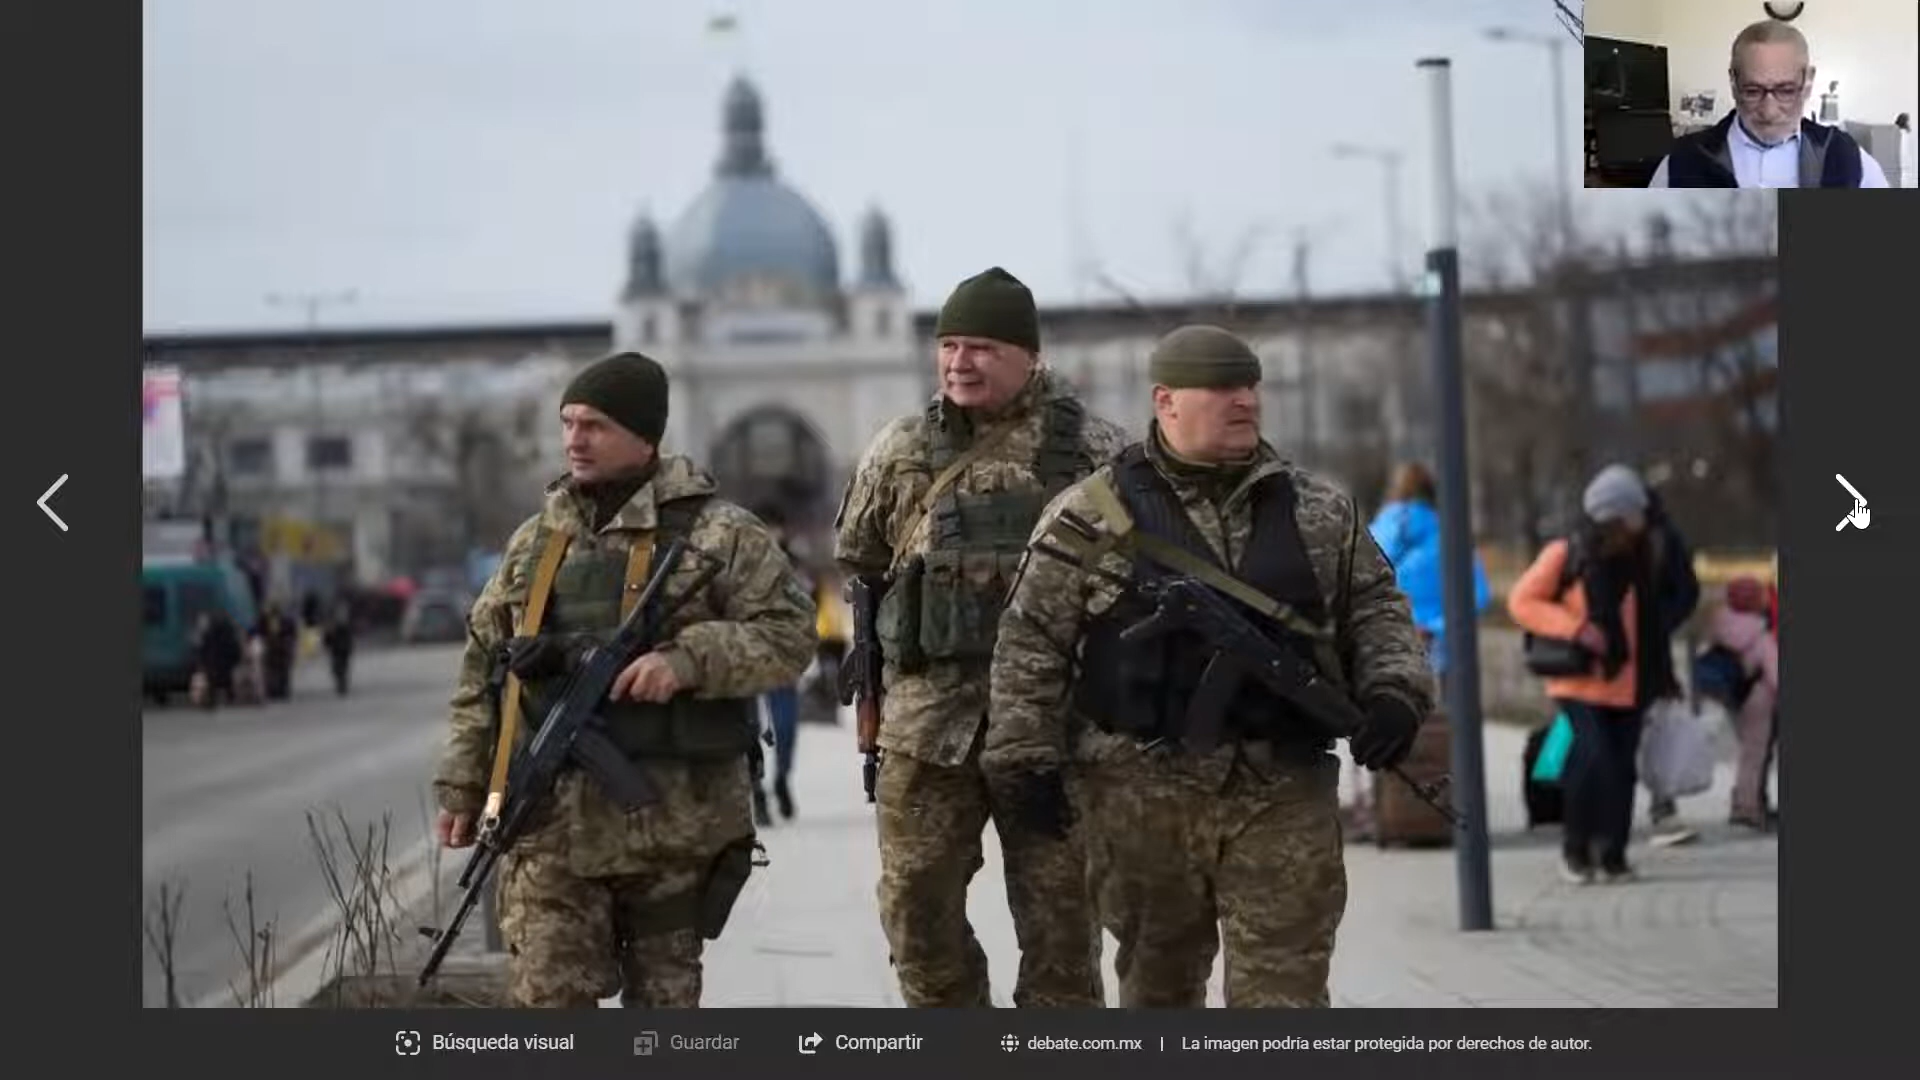 Búsqueda visual
Guardar
Compartir
debate.com.mx | La imagen podría estar protegida por derechos de autor.